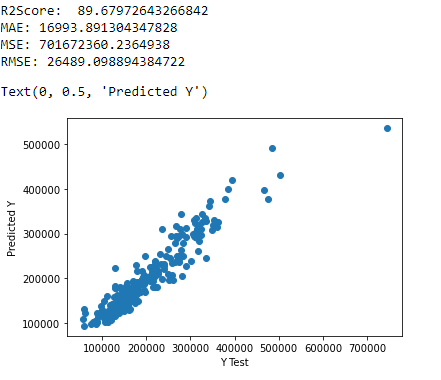 R2Score:  89.67972643266842
MAE: 16993.891304347828
MSE: 701672360.2364938
RMSE: 26489.098894384722
Text(0, 0.5, 'Predicted Y')
500000
400000
300000
200000
100000
Predicted Y
100000 200000 300000 400000 500000 600000 700000
Y Test